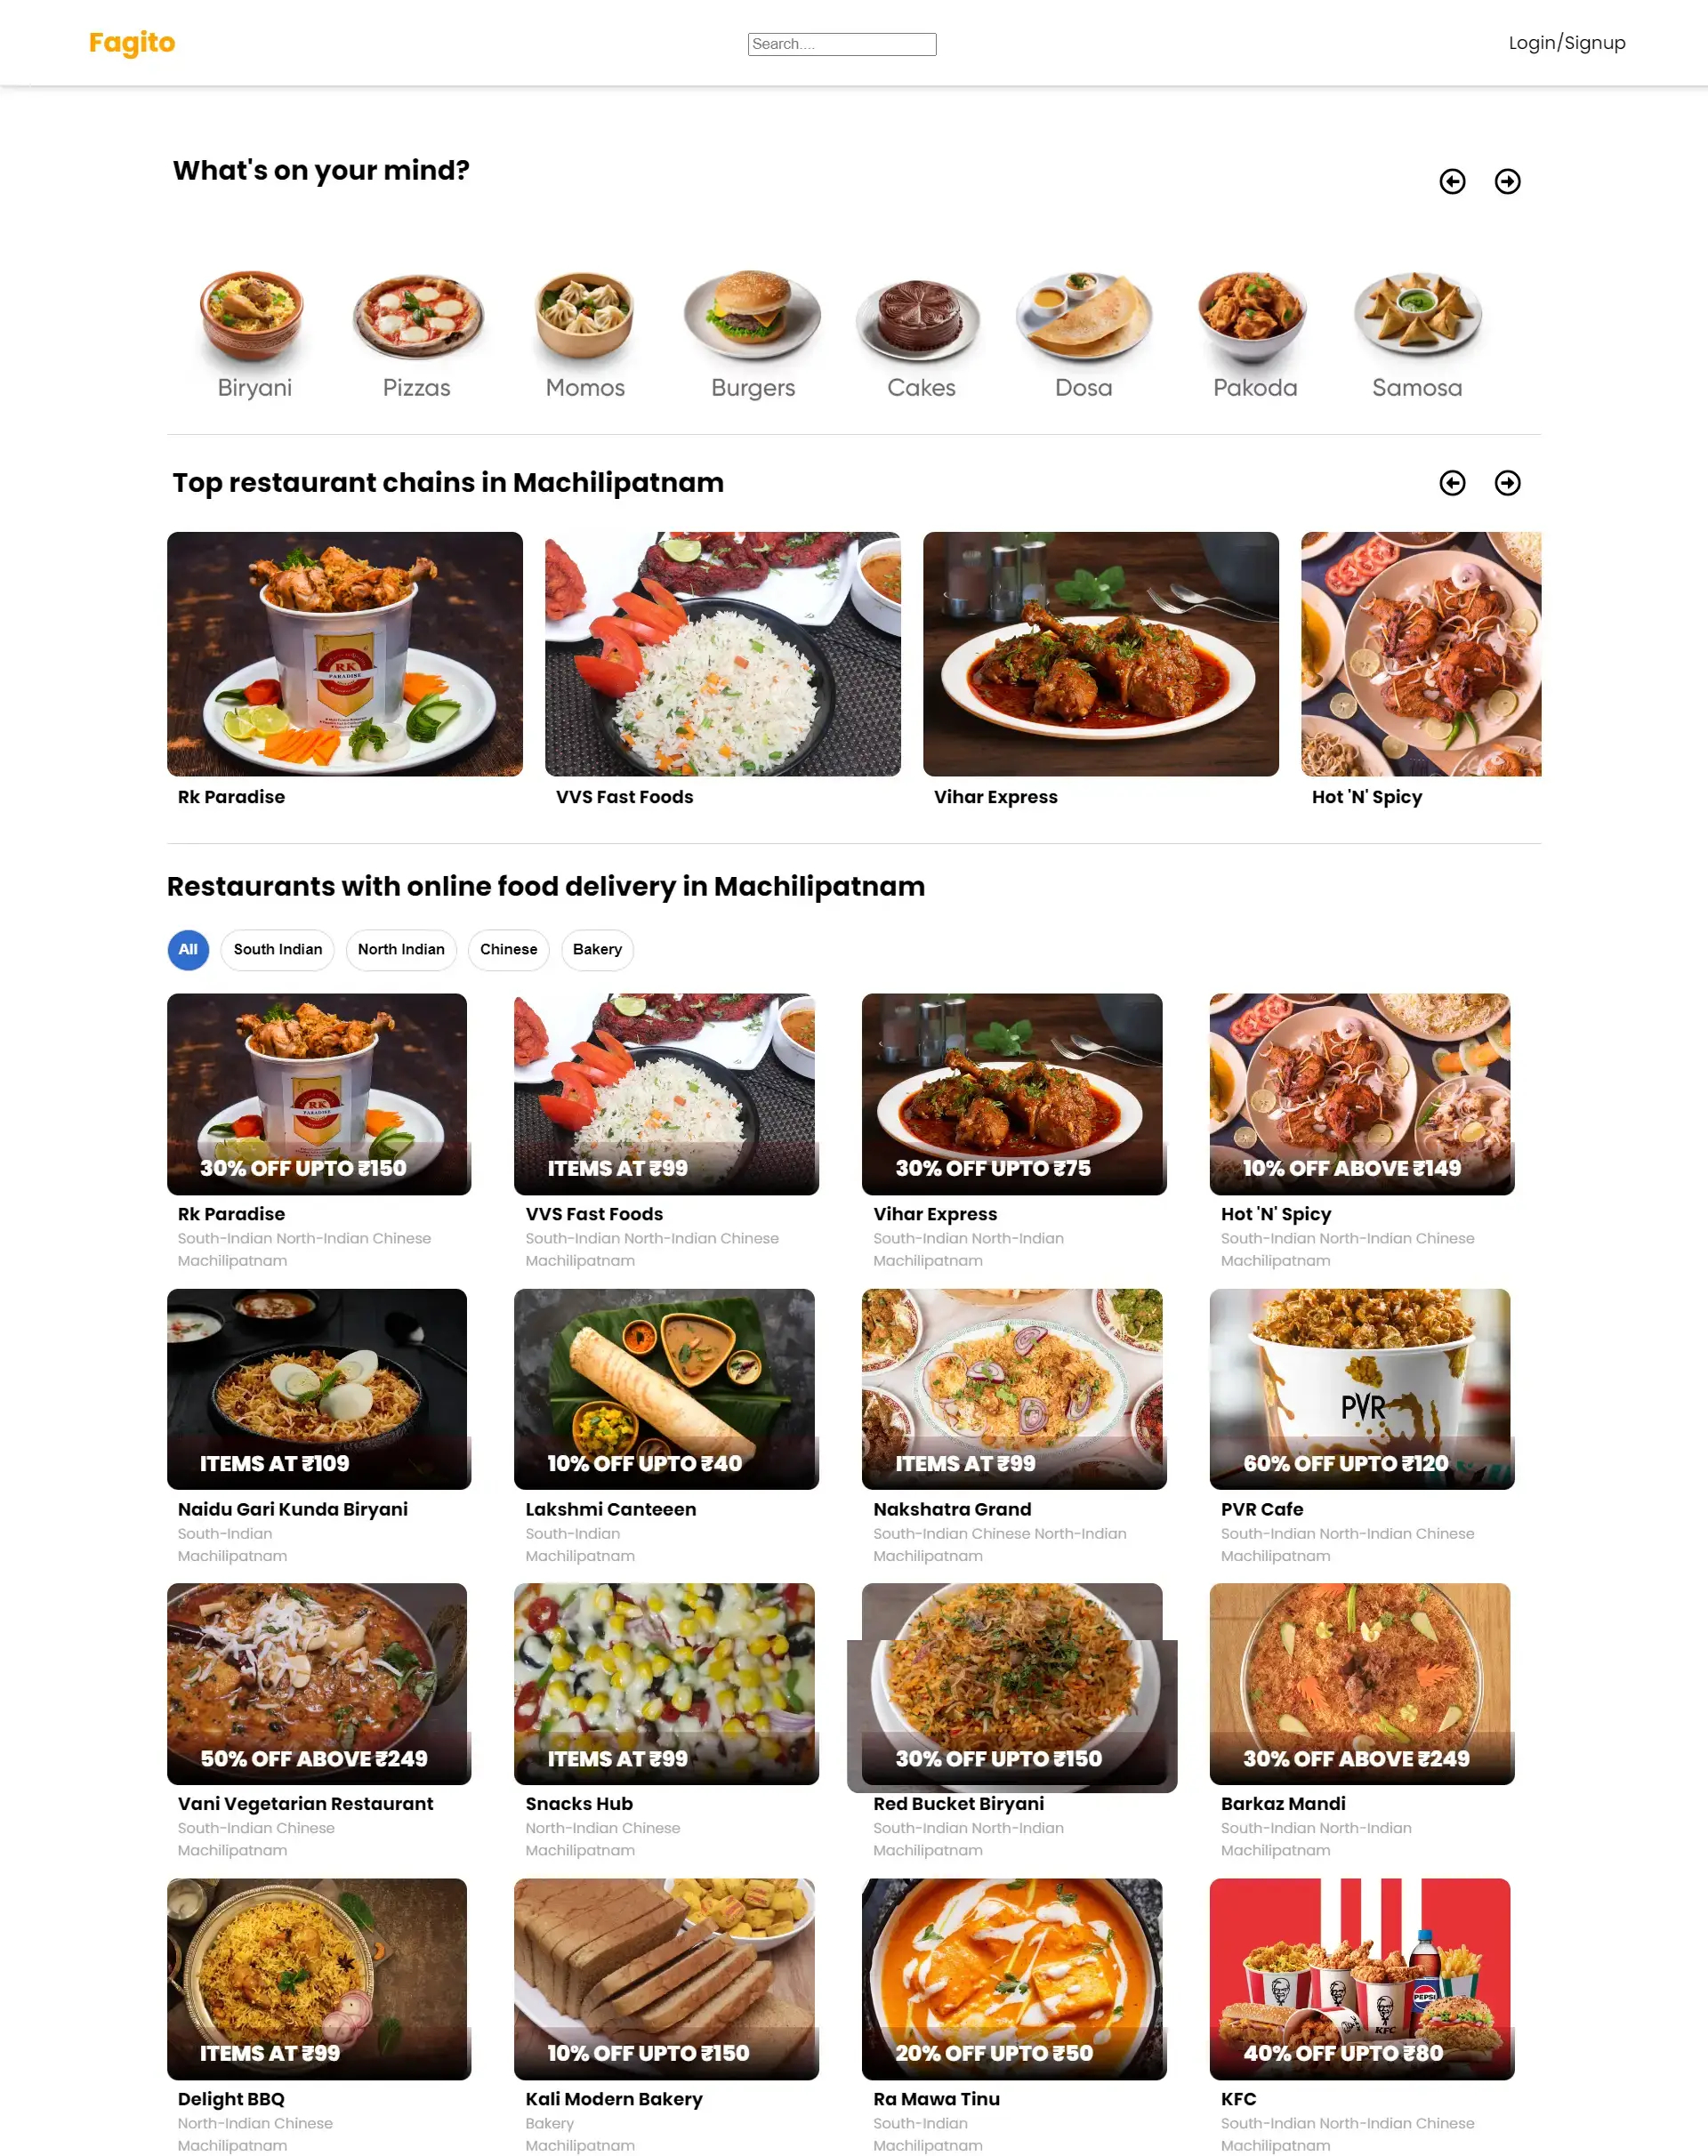 Fagito
Search....
Login/Signup
What's on your mind?
Biryani
Pizzas
Momos
Burgers
Cakes
Dosa
Pakoda
Samosa
Top restaurant chains in Machilipatnam
RK
PARADISE
Rk Paradise
VVS Fast Foods
Vihar Express
Hot 'N' Spicy
Restaurants with online food delivery in Machilipatnam
All
South Indian
North Indian
Chinese
Bakery
RK
PARADISE
30% OFF UPTO ₹150
ITEMS AT ₹99
30% OFF UPTO ₹75
10% OFF ABOVE ₹149
Rk Paradise
South-Indian North-Indian Chinese
Machilipatnam
VVS Fast Foods
South-Indian North-Indian Chinese
Machilipatnam
Vihar Express
South-Indian North-Indian
Machilipatnam
Hot 'N' Spicy
South-Indian North-Indian Chinese
Machilipatnam
PVR
ITEMS AT ₹109
10% OFF UPTO ₹40
ITEMS AT ₹99
60% OFF UPTO ₹120
Naidu Gari Kunda Biryani
South-Indian
Machilipatnam
Lakshmi Canteeen
South-Indian
Machilipatnam
Nakshatra Grand
South-Indian Chinese North-Indian
Machilipatnam
PVR Cafe
South-Indian North-Indian Chinese
Machilipatnam
50% OFF ABOVE ₹249
ITEMS AT ₹99
30% OFF UPTO ₹150
30% OFF ABOVE ₹249
Vani Vegetarian Restaurant
South-Indian Chinese
Machilipatnam
Snacks Hub
North-Indian Chinese
Machilipatnam
Red Bucket Biryani
South-Indian North-Indian
Machilipatnam
Barkaz Mandi
South-Indian North-Indian
Machilipatnam
PEPSI
KFC
ITEMS AT ₹99
10% OFF UPTO ₹150
20% OFF UPTO ₹50
40% OFF UPTO ₹80
Delight BBQ
North-Indian Chinese
Machilipatnam
Kali Modern Bakery
Bakery
Machilipatnam
Ra Mawa Tinu
South-Indian
Machilipatnam
KFC
South-Indian North-Indian Chinese
Machilipatnam